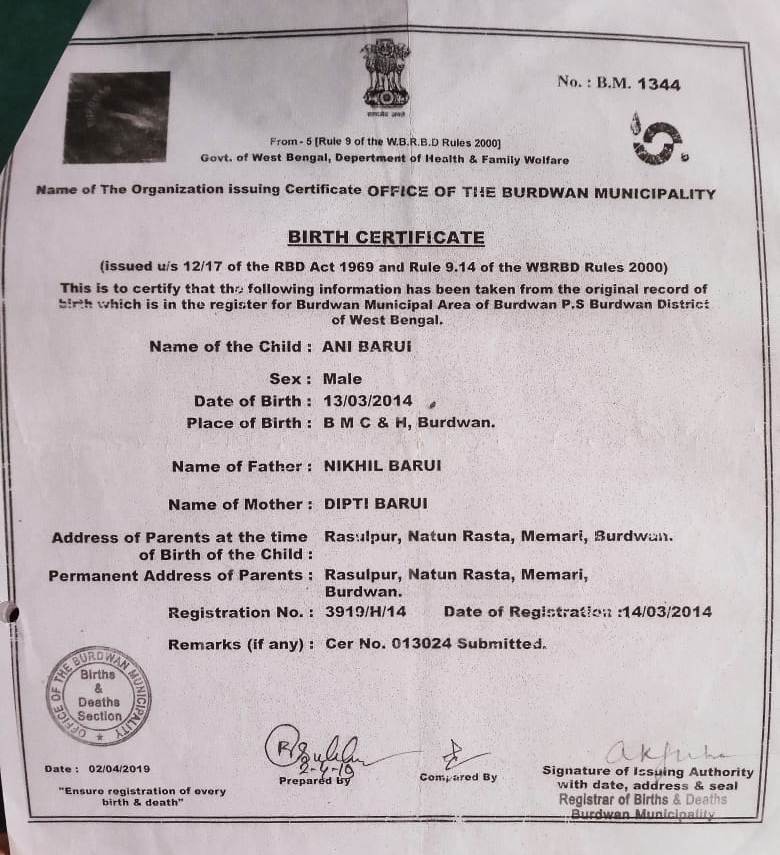 No. : B.M. 1344
From - 5 [Rule 9 of the W.B.R.B.D Rules 2000]
Govt. of West Bengal, Depertment of Health & Family Welfare
Name of The Organization issuing Certificate OFFICE OF THE BURDWAN MUNICIPALITY
BIRTH CERTIFICATE
(issued u/s 12/17 of the RBD Act 1969 and Rule 9.14 of the WBRBD Rules 2000)
This is to certify that the following information has been taken from the original record of
birth which is in the register for Burdwan Municipal Area of Burdwan P.S Burdwan District
of West Bengal.
Name of the Child : ANI BARUI
Sex : Male
Date of Birth : 13/03/2014
Place of Birth : B M C & H, Burdwan.
Name of Father : NIKHIL BARUI
Name of Mother : DIPTI BARUI
Address of Parents at the time Rasulpur, Natun Rasta, Memari, Burdwan.
of Birth of the Child :
Permanent Address of Parents : Rasulpur, Natun Rasta, Memari,
Burdwan.
Registration No. : 3919/H/14 Date of Registration :14/03/2014
Remarks (if any) : Cer No. 013024 Submitted.
OFFICE OF THE BURDWAN MUNICIPALITY
Births
&
Deaths
Section
Date : 02/04/2019
Prepared By
Compared By
Signature of Issuing Authority
with date, address & seal
Registrar of Births & Deaths
Burdwan Municipality
"Ensure registration of every
birth & death"